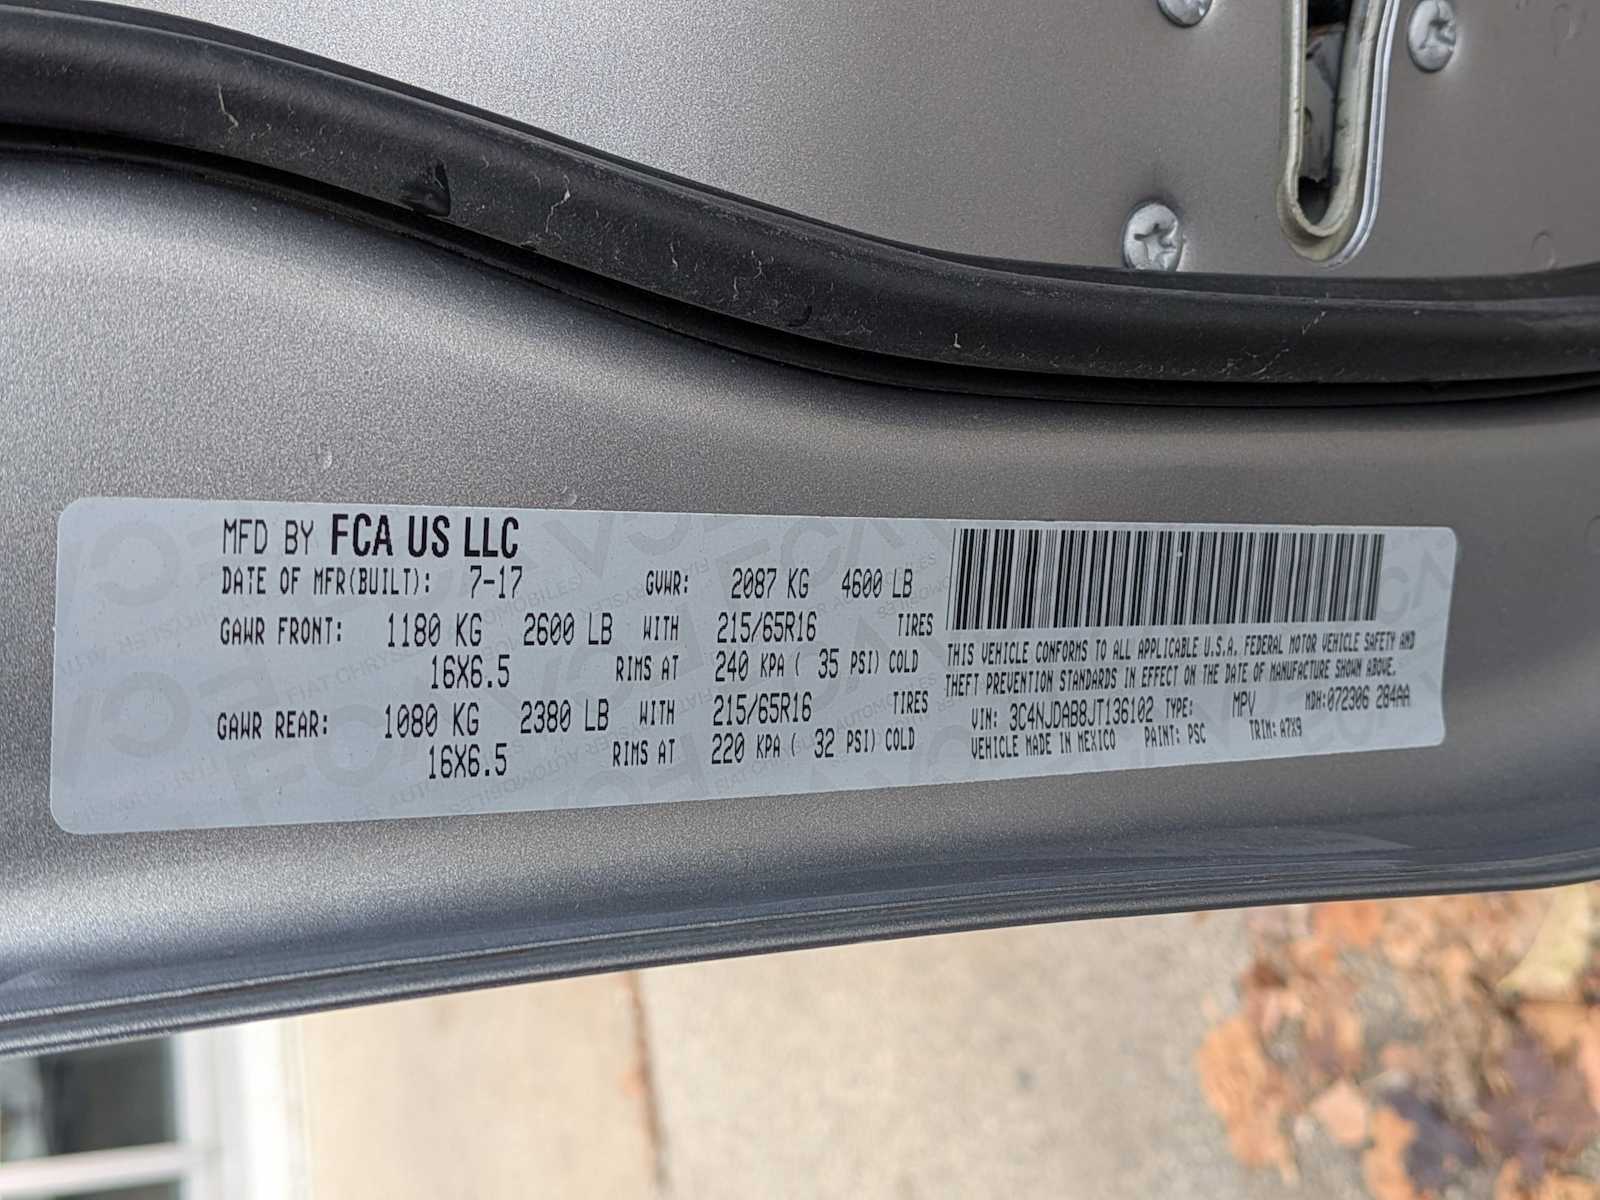 MFD BY FCA US LLC
DATE OF MFR(BUILT): 7-17 GVWR: 2087 KG 4600 LB
GAWR FRONT: 1180 KG 2600 LB WITH 215/65R16 TIRES
16X6.5 RIMS AT 240 KPA ( 35 PSI) COLD
GAWR REAR: 1080 KG 2380 LB WITH 215/65R16 TIRES
16X6.5 RIMS AT 220 KPA ( 32 PSI) COLD
THIS VEHICLE CONFORMS TO ALL APPLICABLE U.S.A. FEDERAL MOTOR VEHICLE SAFETY AND
THEFT PREVENTION STANDARDS IN EFFECT ON THE DATE OF MANUFACTURE SHOWN ABOVE.
VIN: 3C4NJDAB8JT136102 TYPE: MPV MDH:072306 284AA
VEHICLE MADE IN MEXICO PAINT: PSC TRIM: A7X9